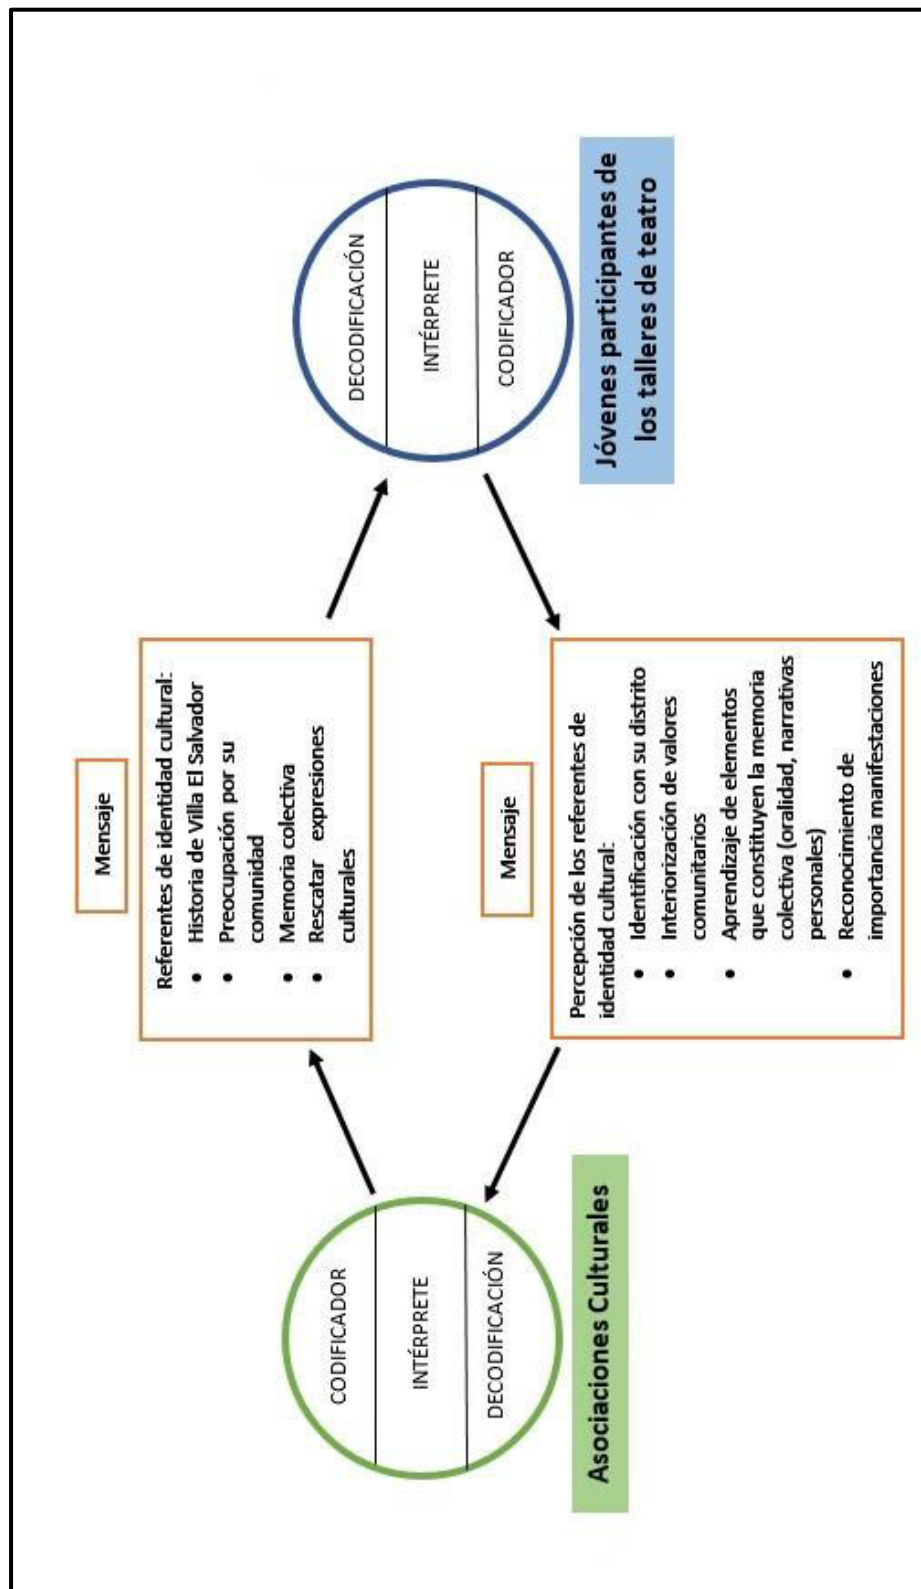 CODIFICADOR
INTÉRPRETE
DECODIFICACIÓN
Asociaciones Culturales
Mensaje
Referentes de identidad cultural:
• Historia de Villa El Salvador
• Preocupación por su
comunidad
• Memoria colectiva
• Rescatar expresiones
culturales
DECODIFICACIÓN
INTÉRPRETE
CODIFICADOR
Jóvenes participantes de
los talleres de teatro
Mensaje
Percepción de los referentes de
identidad cultural:
• Identificación con su distrito
• Interiorización de valores
comunitarios
• Aprendizaje de elementos
que constituyen la memoria
colectiva (oralidad, narrativas
personales)
• Reconocimiento de
importancia manifestaciones